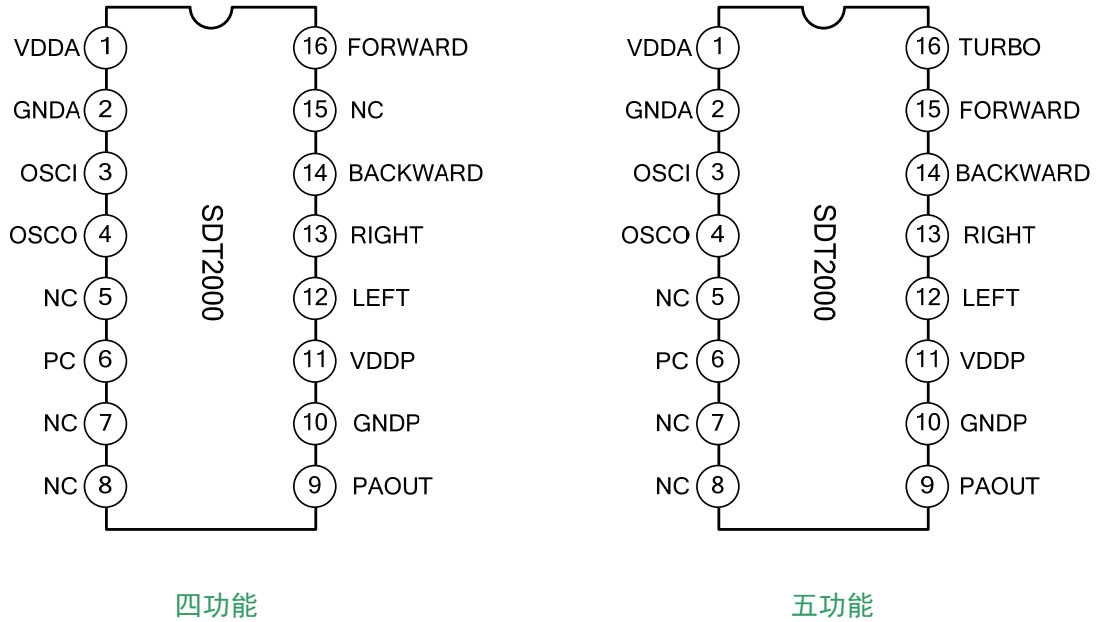 VDDA 1 16 FORWARD
GNDA 2 15 NC
OSCI 3 14 BACKWARD
OSCO 4 13 RIGHT
NC 5 12 LEFT
PC 6 11 VDDP
NC 7 10 GNDP
NC 8 9 PAOUT
SDT2000
四功能
VDDA 1 16 TURBO
GNDA 2 15 FORWARD
OSCI 3 14 BACKWARD
OSCO 4 13 RIGHT
NC 5 12 LEFT
PC 6 11 VDDP
NC 7 10 GNDP
NC 8 9 PAOUT
SDT2000
五功能